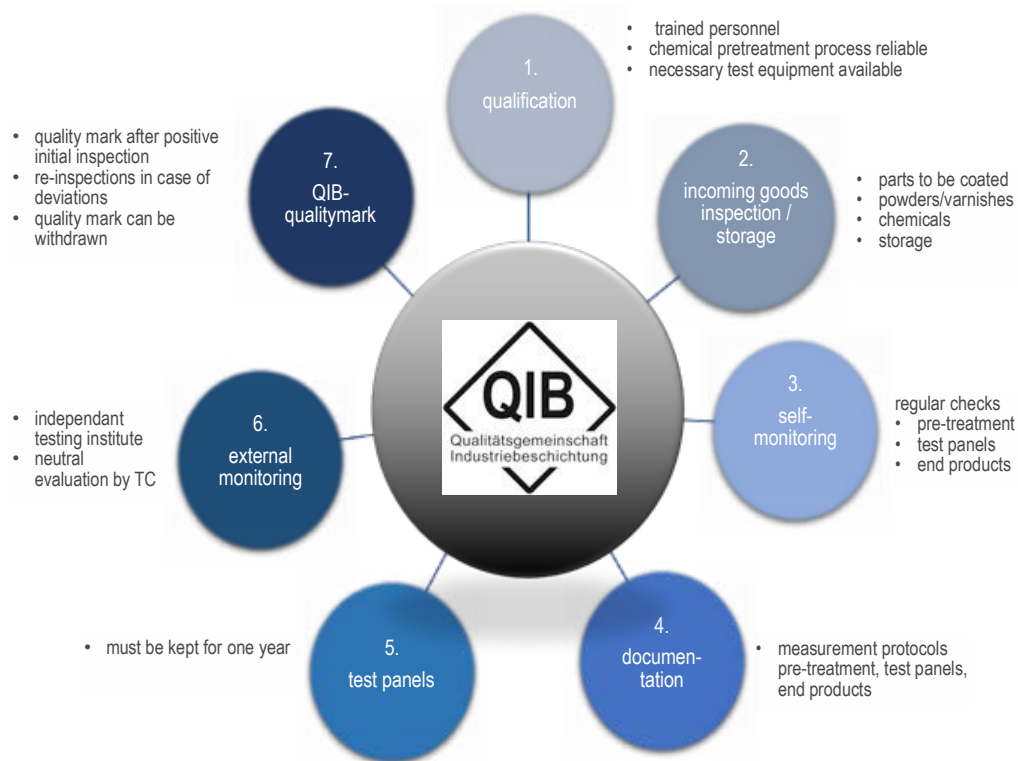 1.
qualification
• trained personnel
• chemical pretreatment process reliable
• necessary test equipment available
2.
incoming goods
inspection /
storage
• parts to be coated
• powders/varnishes
• chemicals
• storage
3.
self-
monitoring
regular checks
• pre-treatment
• test panels
• end products
4.
documen-
tation
• measurement protocols
pre-treatment, test panels,
end products
5.
test panels
• must be kept for one year
6.
external
monitoring
• independant
testing institute
• neutral
evaluation by TC
7.
QIB-
qualitymark
• quality mark after positive
initial inspection
• re-inspections in case of
deviations
• quality mark can be
withdrawn
QIB
Qualitätsgemeinschaft
Industriebeschichtung